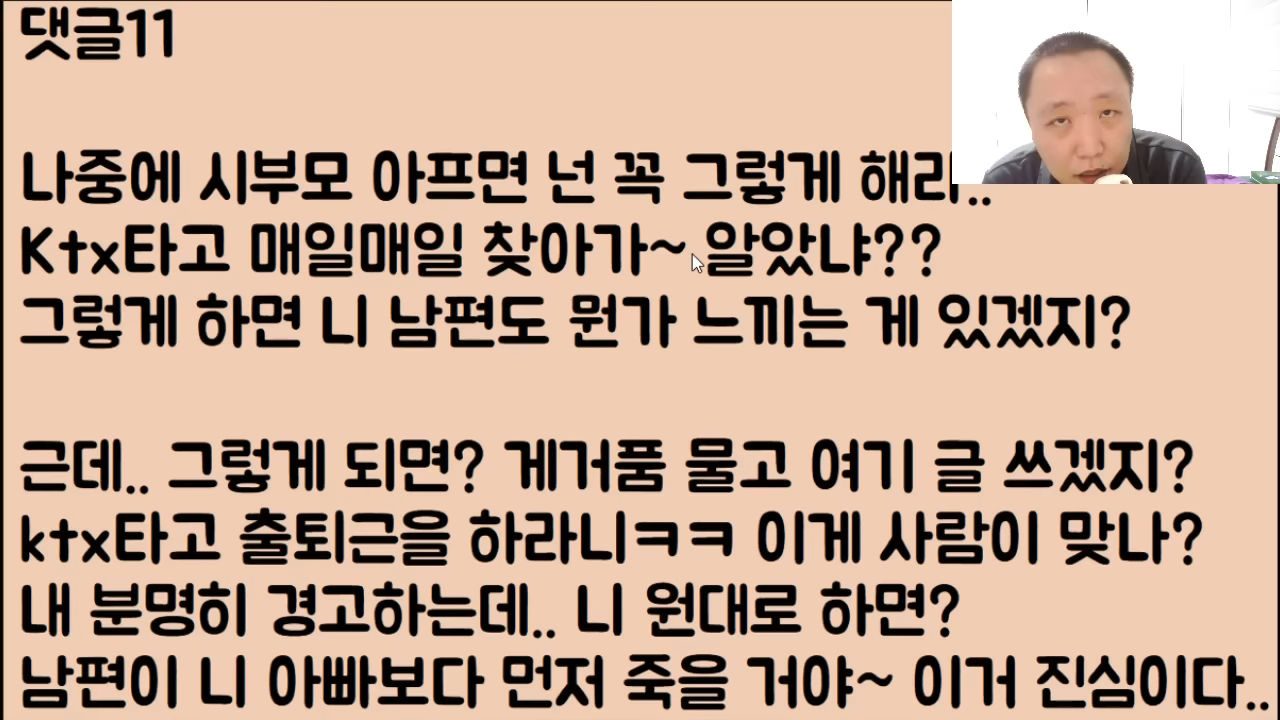 댓글11
나중에 시부모 아프면 넌 꼭 그렇게 해라..
Ktx타고 매일매일 찾아가~ 알았냐??
그렇게 하면 니 남편도 뭔가 느끼는 게 있겠지?
근데.. 그렇게 되면? 게거품 물고 여기 글 쓰겠지?
ktx타고 출퇴근을 하라니ㅋㅋ 이게 사람이 맞나?
내 분명히 경고하는데.. 니 원대로 하면?
남편이 니 아빠보다 먼저 죽을 거야~ 이거 진심이다..